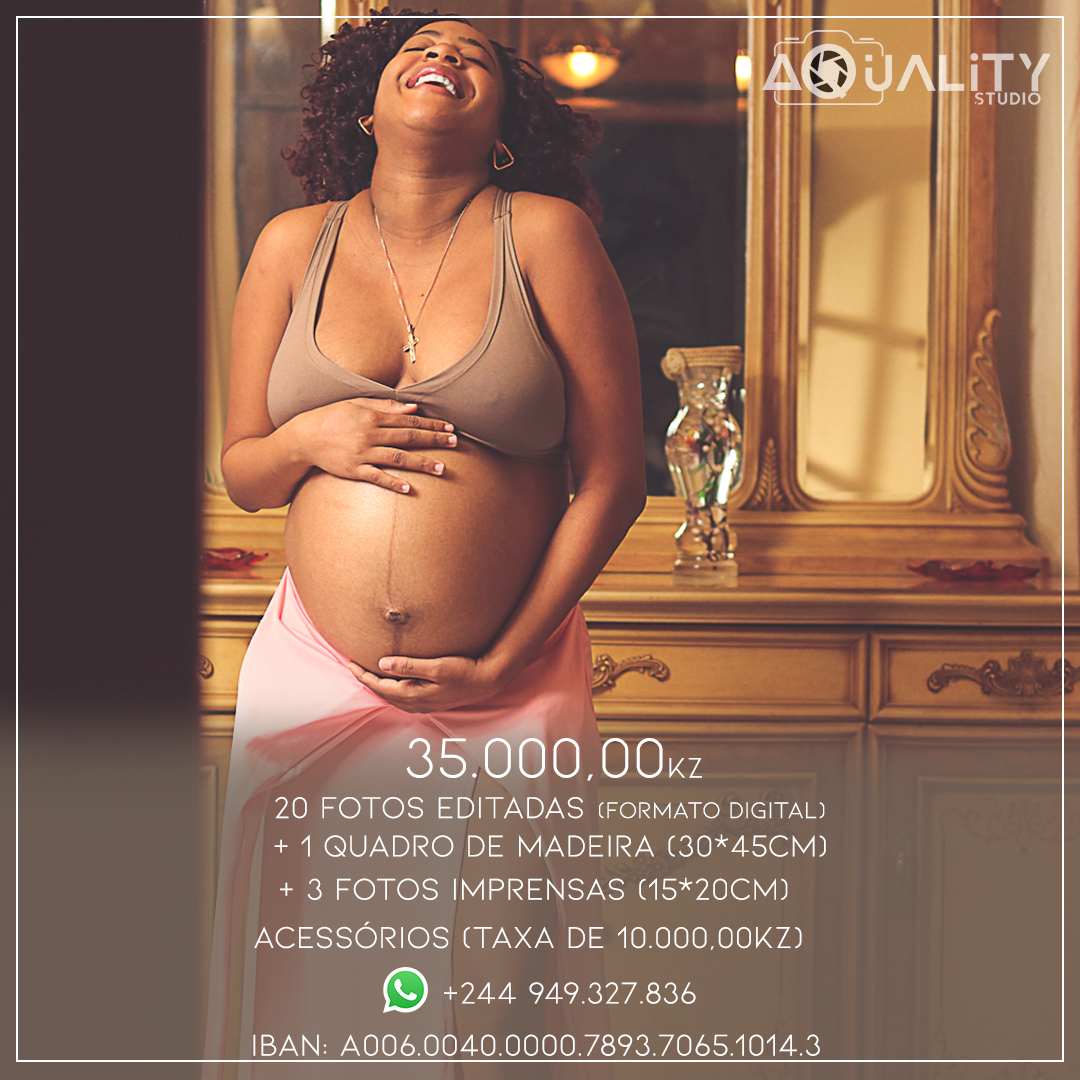 AQUALiTY
STUDIO
35.000,00KZ
20 FOTOS EDITADAS (FORMATO DIGITAL)
+ 1 QUADRO DE MADEIRA (30*45CM)
+ 3 FOTOS IMPRENSAS (15*20CM)
ACESSÓRIOS (TAXA DE 10.000,00KZ)
+244 949.327.836
IBAN: A006.0040.0000.7893.7065.1014.3